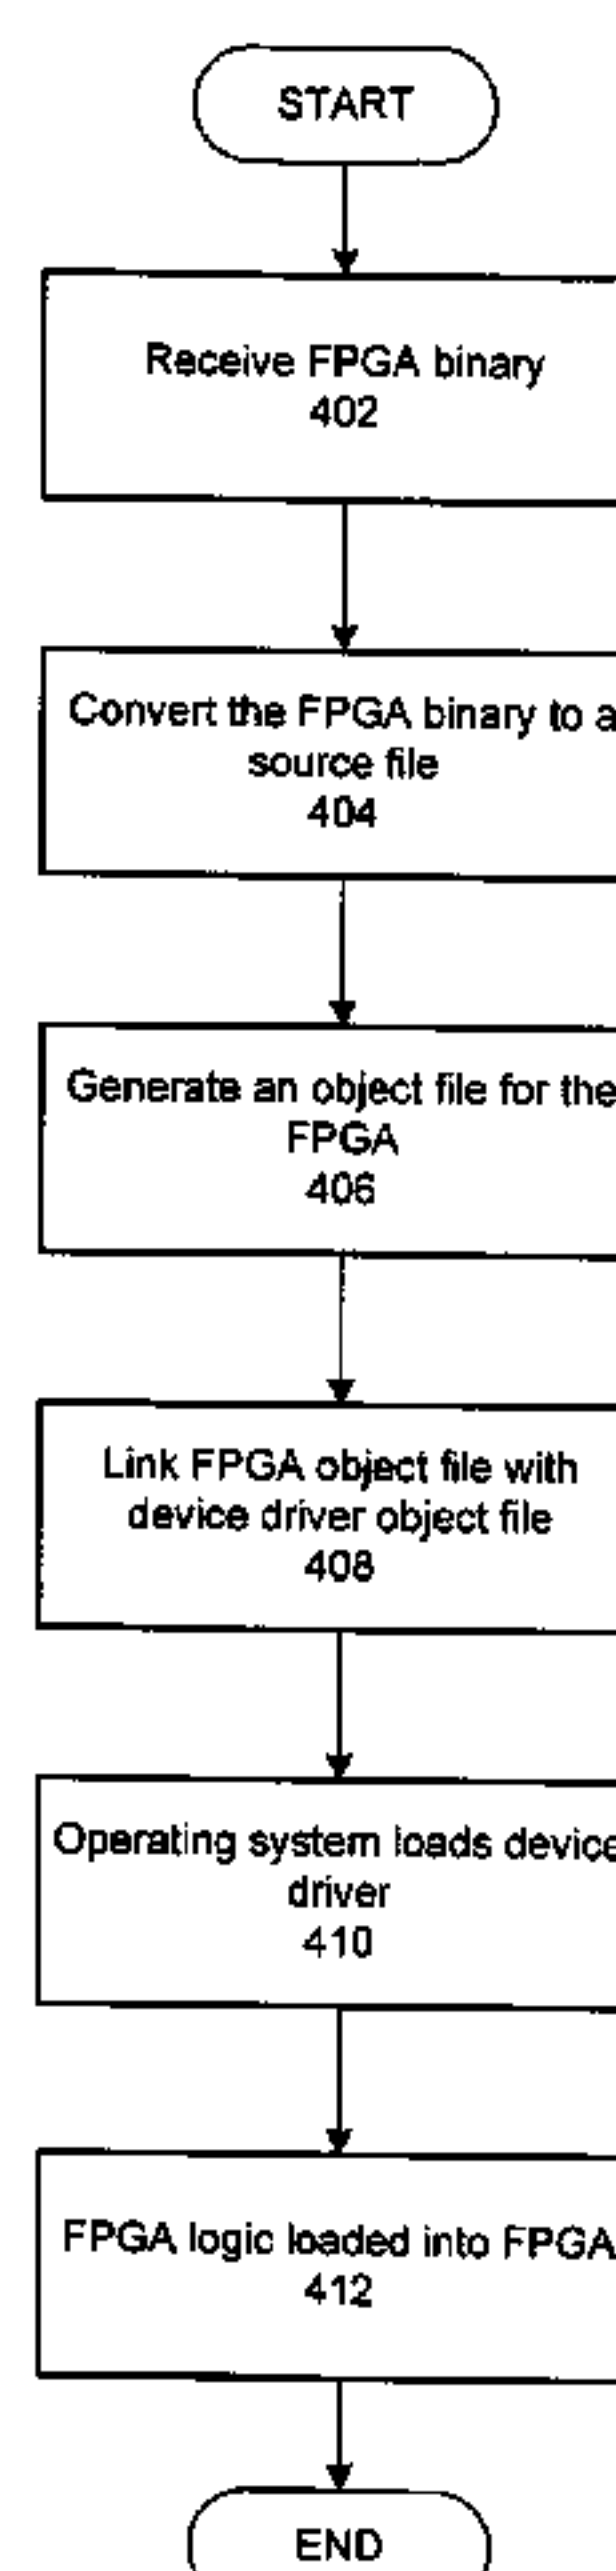 START
Receive FPGA binary
402
Convert the FPGA binary to a
source file
404
Generate an object file for the
FPGA
406
Link FPGA object file with
device driver object file
408
Operating system loads device
driver
410
FPGA logic loaded into FPGA
412
END